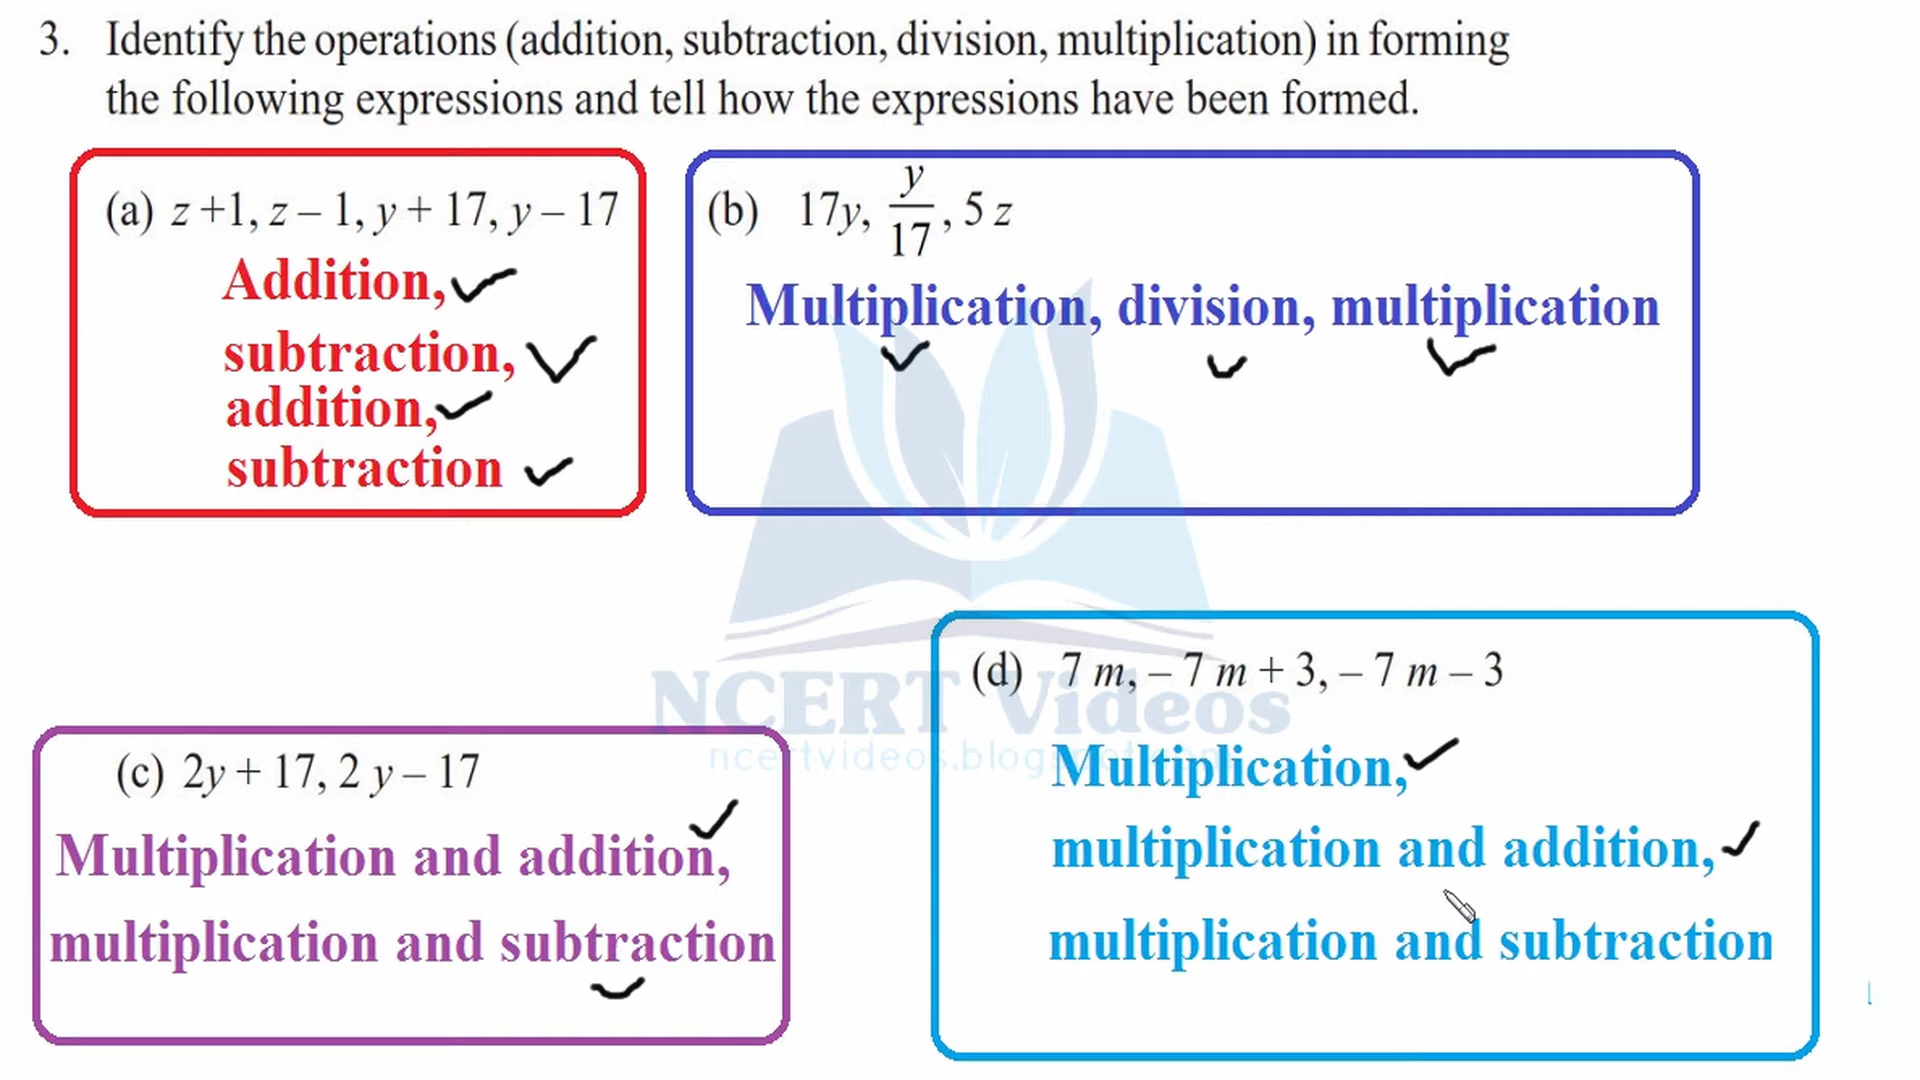 3. Identify the operations (addition, subtraction, division, multiplication) in forming
the following expressions and tell how the expressions have been formed.
(a) z +1, z – 1, y + 17, y – 17
Addition,
subtraction,
addition,
subtraction
(b) 17y, y/17, 5 z
Multiplication, division, multiplication
(c) 2y + 17, 2 y – 17
Multiplication and addition,
multiplication and subtraction
(d) 7 m, – 7 m + 3, – 7 m – 3
Multiplication,
multiplication and addition,
multiplication and subtraction
NCERT Videos
ncertvideos.blogspot.com